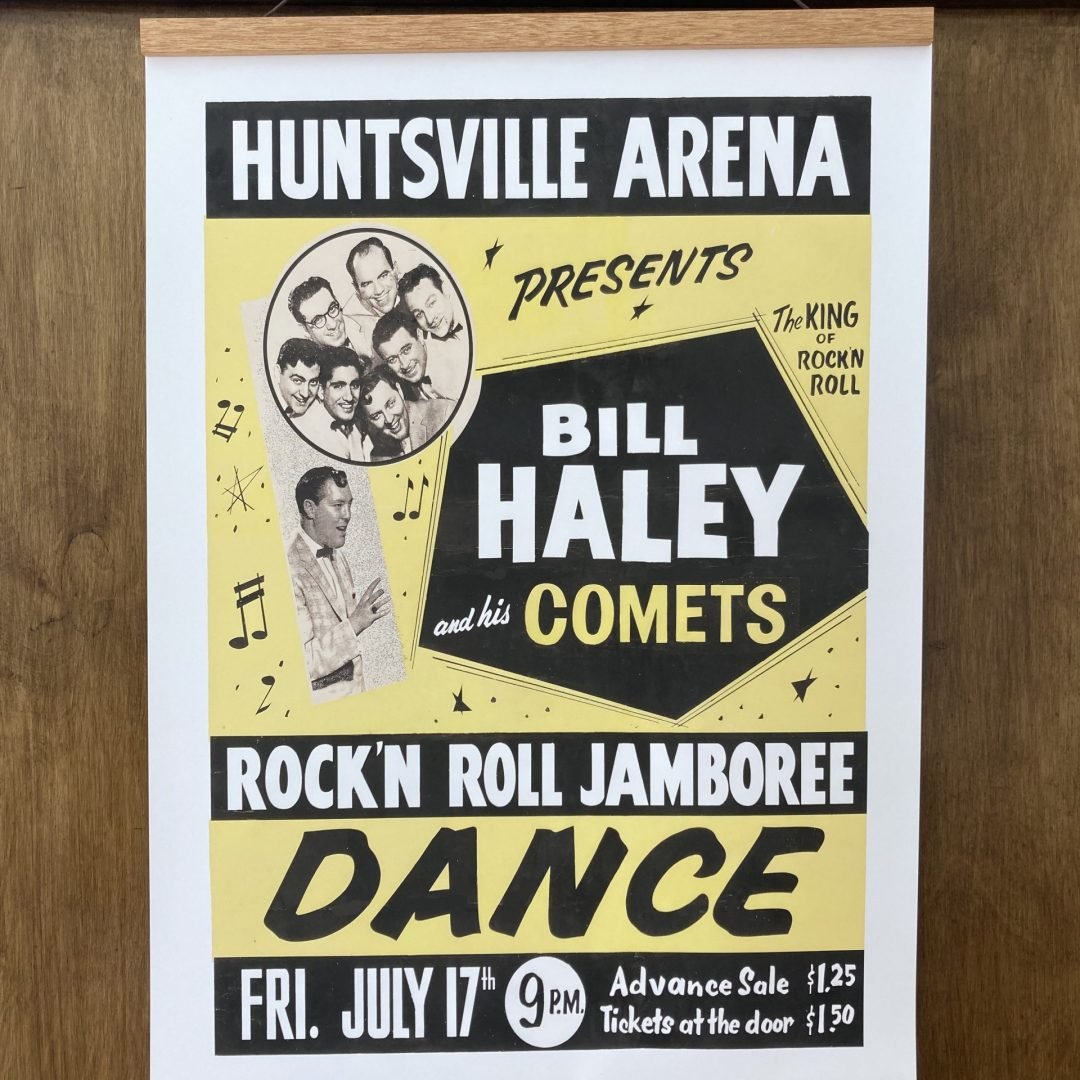 HUNTSVILLE ARENA
PRESENTS
The KING
OF
ROCK'N
ROLL
BILL
HALEY
and his COMETS
ROCK'N ROLL JAMBOREE
DANCE
FRI. JULY 17th 9 P.M.
Advance Sale $1.25
Tickets at the door $1.50